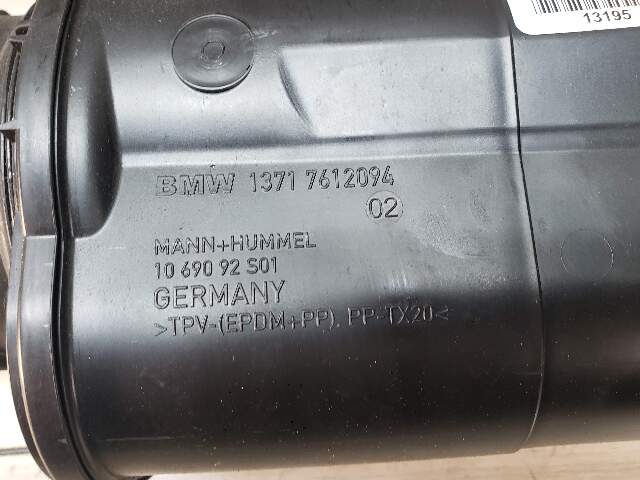 13195
BMW 1371 7612094
02
MANN+HUMMEL
10 690 92 S01
GERMANY
>TPV-(EPDM+PP). PP-TX20<